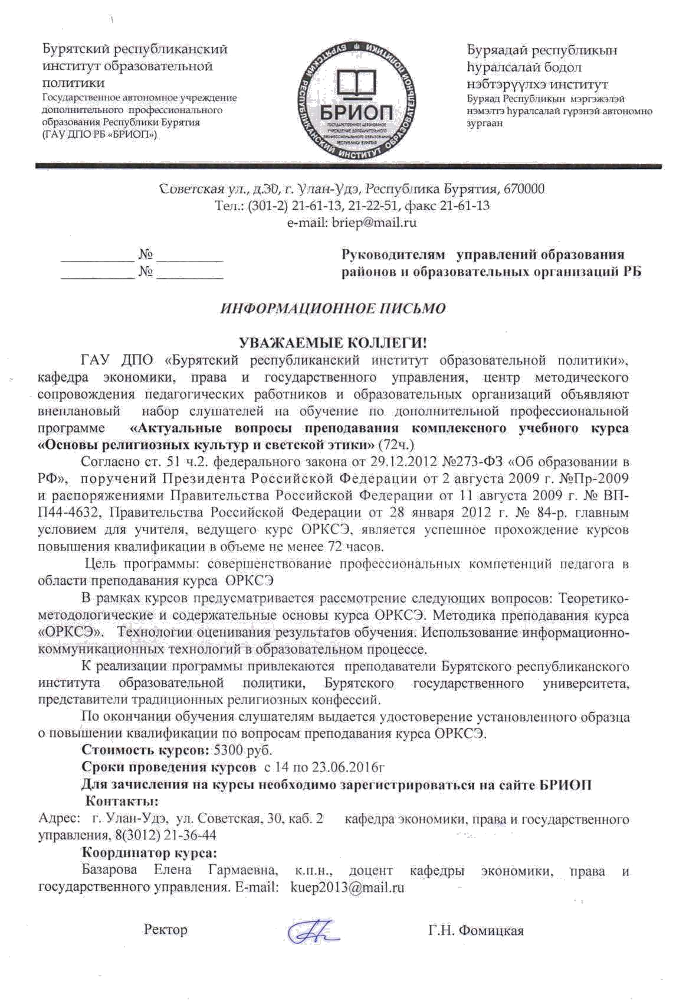 Бурятский республиканский
институт образовательной
политики
Государственное автономное учреждение
дополнительного профессионального
образования Республики Бурятия
(ГАУ ДПО РБ «БРИОП»)
БУРЯТСКИЙ РЕСПУБЛИКАНСКИЙ ИНСТИТУТ ОБРАЗОВАТЕЛЬНОЙ ПОЛИТИКИ
БРИОП
ГОСУДАРСТВЕННОЕ АВТОНОМНОЕ
УЧРЕЖДЕНИЕ ДОПОЛНИТЕЛЬНОГО
ПРОФЕССИОНАЛЬНОГО ОБРАЗОВАНИЯ
РЕСПУБЛИКИ БУРЯТИЯ
Буряадай республикын
һуралсалай бодол
нэбтэрүүлхэ институт
Буряад Республикын мэргэжэлэй
нэмэлтэ һуралсалай гүрэнэй автономно
зургаан
Советская ул., д.30, г. Улан-Удэ, Республика Бурятия, 670000
Тел.: (301-2) 21-61-13, 21-22-51, факс 21-61-13
e-mail: briep@mail.ru
__________ № _________
__________ № _________
Руководителям управлений образования
районов и образовательных организаций РБ
ИНФОРМАЦИОННОЕ ПИСЬМО
УВАЖАЕМЫЕ КОЛЛЕГИ!
ГАУ ДПО «Бурятский республиканский институт образовательной политики»,
кафедра экономики, права и государственного управления, центр методического
сопровождения педагогических работников и образовательных организаций объявляют
внеплановый набор слушателей на обучение по дополнительной профессиональной
программе «Актуальные вопросы преподавания комплексного учебного курса
«Основы религиозных культур и светской этики» (72ч.)
Согласно ст. 51 ч.2. федерального закона от 29.12.2012 №273-ФЗ «Об образовании в
РФ», поручений Президента Российской Федерации от 2 августа 2009 г. №Пр-2009
и распоряжениями Правительства Российской Федерации от 11 августа 2009 г. № ВП-
П44-4632, Правительства Российской Федерации от 28 января 2012 г. № 84-р. главным
условием для учителя, ведущего курс ОРКСЭ, является успешное прохождение курсов
повышения квалификации в объеме не менее 72 часов.
Цель программы: совершенствование профессиональных компетенций педагога в
области преподавания курса ОРКСЭ
В рамках курсов предусматривается рассмотрение следующих вопросов: Теоретико-
методологические и содержательные основы курса ОРКСЭ. Методика преподавания курса
«ОРКСЭ». Технологии оценивания результатов обучения. Использование информационно-
коммуникационных технологий в образовательном процессе.
К реализации программы привлекаются преподаватели Бурятского республиканского
института образовательной политики, Бурятского государственного университета,
представители традиционных религиозных конфессий.
По окончании обучения слушателям выдается удостоверение установленного образца
о повышении квалификации по вопросам преподавания курса ОРКСЭ.
Стоимость курсов: 5300 руб.
Сроки проведения курсов с 14 по 23.06.2016г
Для зачисления на курсы необходимо зарегистрироваться на сайте БРИОП
Контакты:
Адрес: г. Улан-Удэ, ул. Советская, 30, каб. 2 кафедра экономики, права и государственного
управления, 8(3012) 21-36-44
Координатор курса:
Базарова Елена Гармаевна, к.п.н., доцент кафедры экономики, права и
государственного управления. E-mail: kuep2013@mail.ru
Ректор
Г.Н. Фомицкая